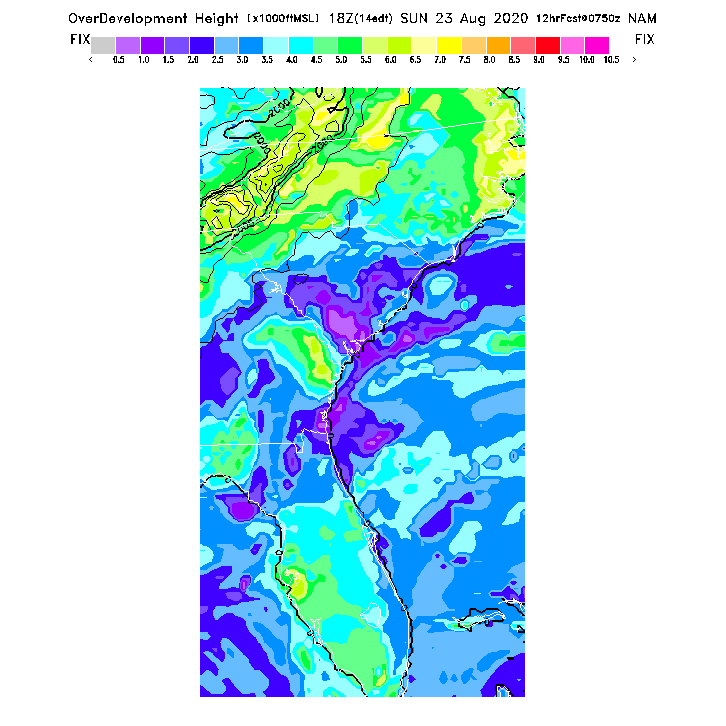 OverDevelopment Height [x1000ftMSL] 18Z(14edt) SUN 23 Aug 2020 12hrFcst@0750z NAM
FIX FIX
< 0.5 1.0 1.5 2.0 2.5 3.0 3.5 4.0 4.5 5.0 5.5 6.0 6.5 7.0 7.5 8.0 8.5 9.0 9.5 10.0 10.5 >
2000
2000